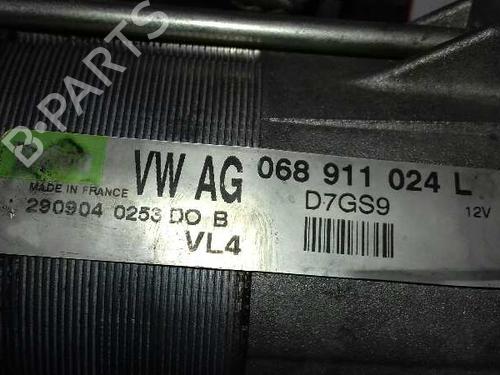 VW AG 068 911 024 L
MADE IN FRANCE D7GS9 12V
290904 0253 DO B
VL4
B-PARTS